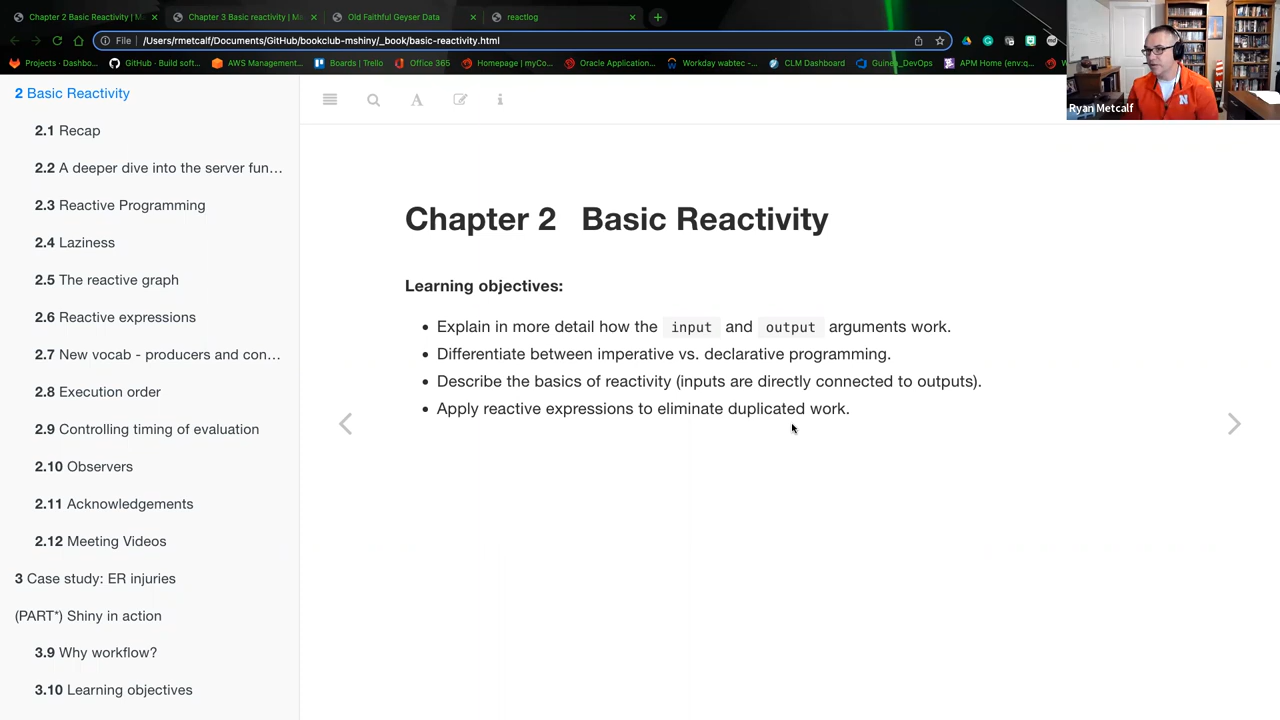 2 Basic Reactivity | M
Chapter 3 Basic reactivity | M
Old Faithful Geyser Data
reactlog
File
/Users/rmetcalf/Documents/GitHub/bookclub-mshiny/_book/basic-reactivity.html
Projects · Dashbo...
GitHub · Build soft...
AWS Management...
Boards | Trello
Office 365
Homepage | myCo...
Oracle Application...
Workday wabtec -...
CLM Dashboard
Guinea_DevOps
APM Home (env:q...
Ryan Metcalf
2 Basic Reactivity
2.1 Recap
2.2 A deeper dive into the server fun…
2.3 Reactive Programming
2.4 Laziness
2.5 The reactive graph
2.6 Reactive expressions
2.7 New vocab - producers and con…
2.8 Execution order
2.9 Controlling timing of evaluation
2.10 Observers
2.11 Acknowledgements
2.12 Meeting Videos
3 Case study: ER injuries
(PART*) Shiny in action
3.9 Why workflow?
3.10 Learning objectives
Chapter 2 Basic Reactivity
Learning objectives:
• Explain in more detail how the input and output arguments work.
• Differentiate between imperative vs. declarative programming.
• Describe the basics of reactivity (inputs are directly connected to outputs).
• Apply reactive expressions to eliminate duplicated work.